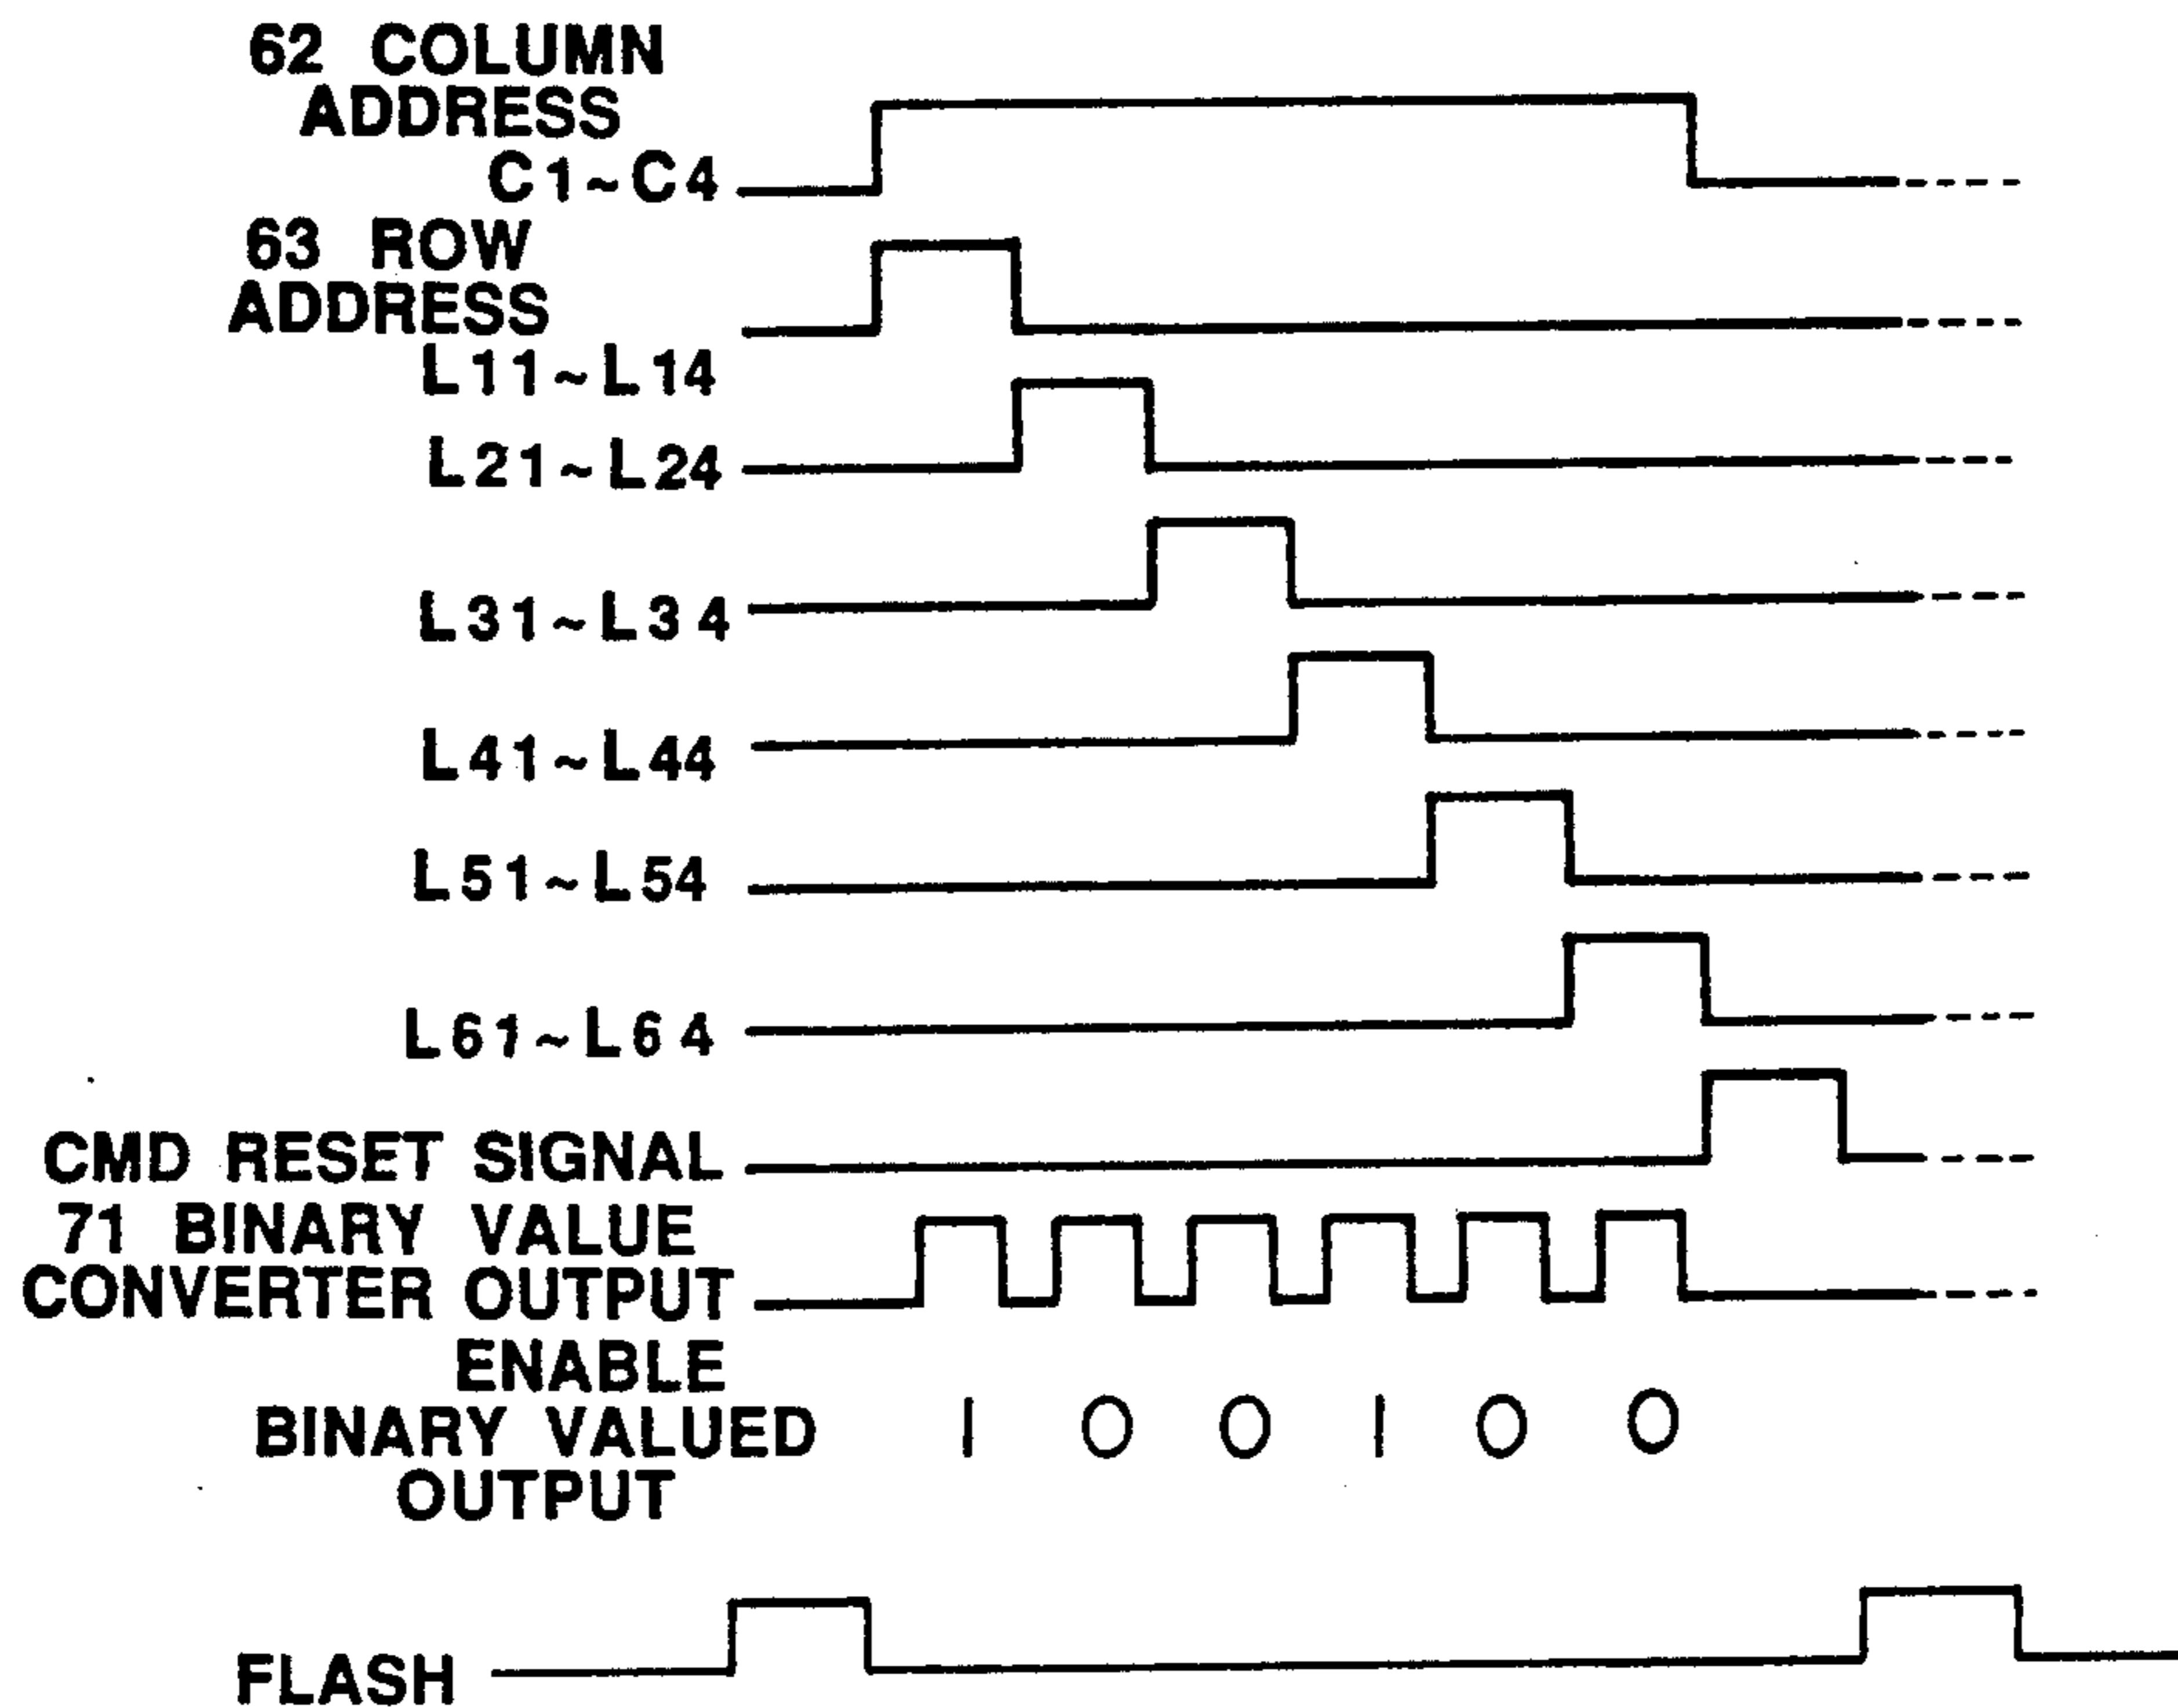 62 COLUMN
ADDRESS
C1~C4
63 ROW
ADDRESS
L11~L14
L21~L24
L31~L34
L41~L44
L51~L54
L61~L64
CMD RESET SIGNAL
71 BINARY VALUE
CONVERTER OUTPUT
ENABLE
BINARY VALUED 1 0 0 1 0 0
OUTPUT
FLASH